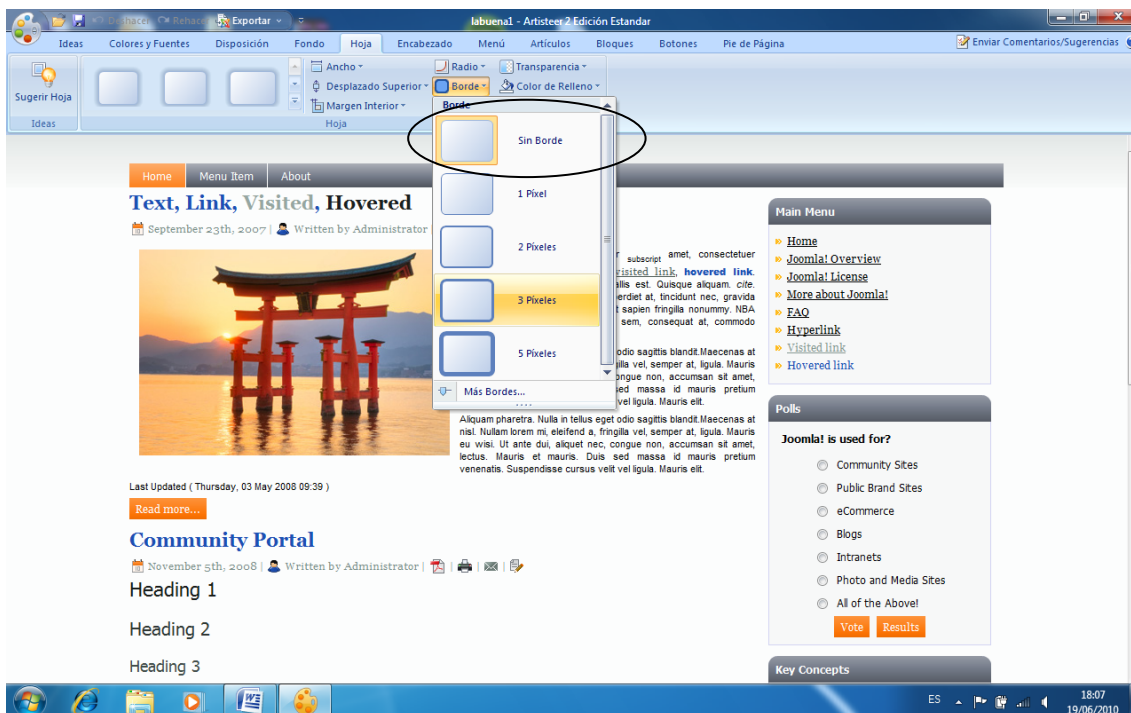 Deshacer Rehacer Exportar labuena1 - Artisteer 2 Edición Estandar
Ideas Colores y Fuentes Disposición Fondo Hoja Encabezado Menú Artículos Bloques Botones Pie de Página Enviar Comentarios/Sugerencias
Sugerir Hoja
Ideas
Ancho
Desplazado Superior
Margen Interior
Hoja
Radio Transparencia
Borde Color de Relleno
Borde
Sin Borde
1 Píxel
2 Píxeles
3 Píxeles
5 Píxeles
Más Bordes...
Home Menu Item About
Text, Link, Visited, Hovered
September 23th, 2007 | Written by Administrator
subscript amet, consectetuer
visited link, hovered link.
est. Quisque aliquam. cite.
at, tincidunt nec, gravida
sapien fringilla nonummy. NBA
sem, consequat at, commodo
odio sagittis blandit.Maecenas at
vel, semper at, ligula. Mauris
non, accumsan sit amet,
sed massa id mauris pretium
vel ligula. Mauris elit.
Aliquam pharetra. Nulla in tellus eget odio sagittis blandit.Maecenas at
nisl. Nullam lorem mi, eleifend a, fringilla vel, semper at, ligula. Mauris
eu wisi. Ut ante dui, aliquet nec, congue non, accumsan sit amet,
lectus. Mauris et mauris. Duis sed massa id mauris pretium
venenatis. Suspendisse cursus velit vel ligula. Mauris elit.
Last Updated ( Thursday, 03 May 2008 09:39 )
Read more...
Community Portal
November 5th, 2008 | Written by Administrator | | | |
Heading 1
Heading 2
Heading 3
Main Menu
Home
Joomla! Overview
Joomla! License
More about Joomla!
FAQ
Hyperlink
Visited link
Hovered link
Polls
Joomla! is used for?
Community Sites
Public Brand Sites
eCommerce
Blogs
Intranets
Photo and Media Sites
All of the Above!
Vote Results
Key Concepts
ES 18:07
19/06/2010